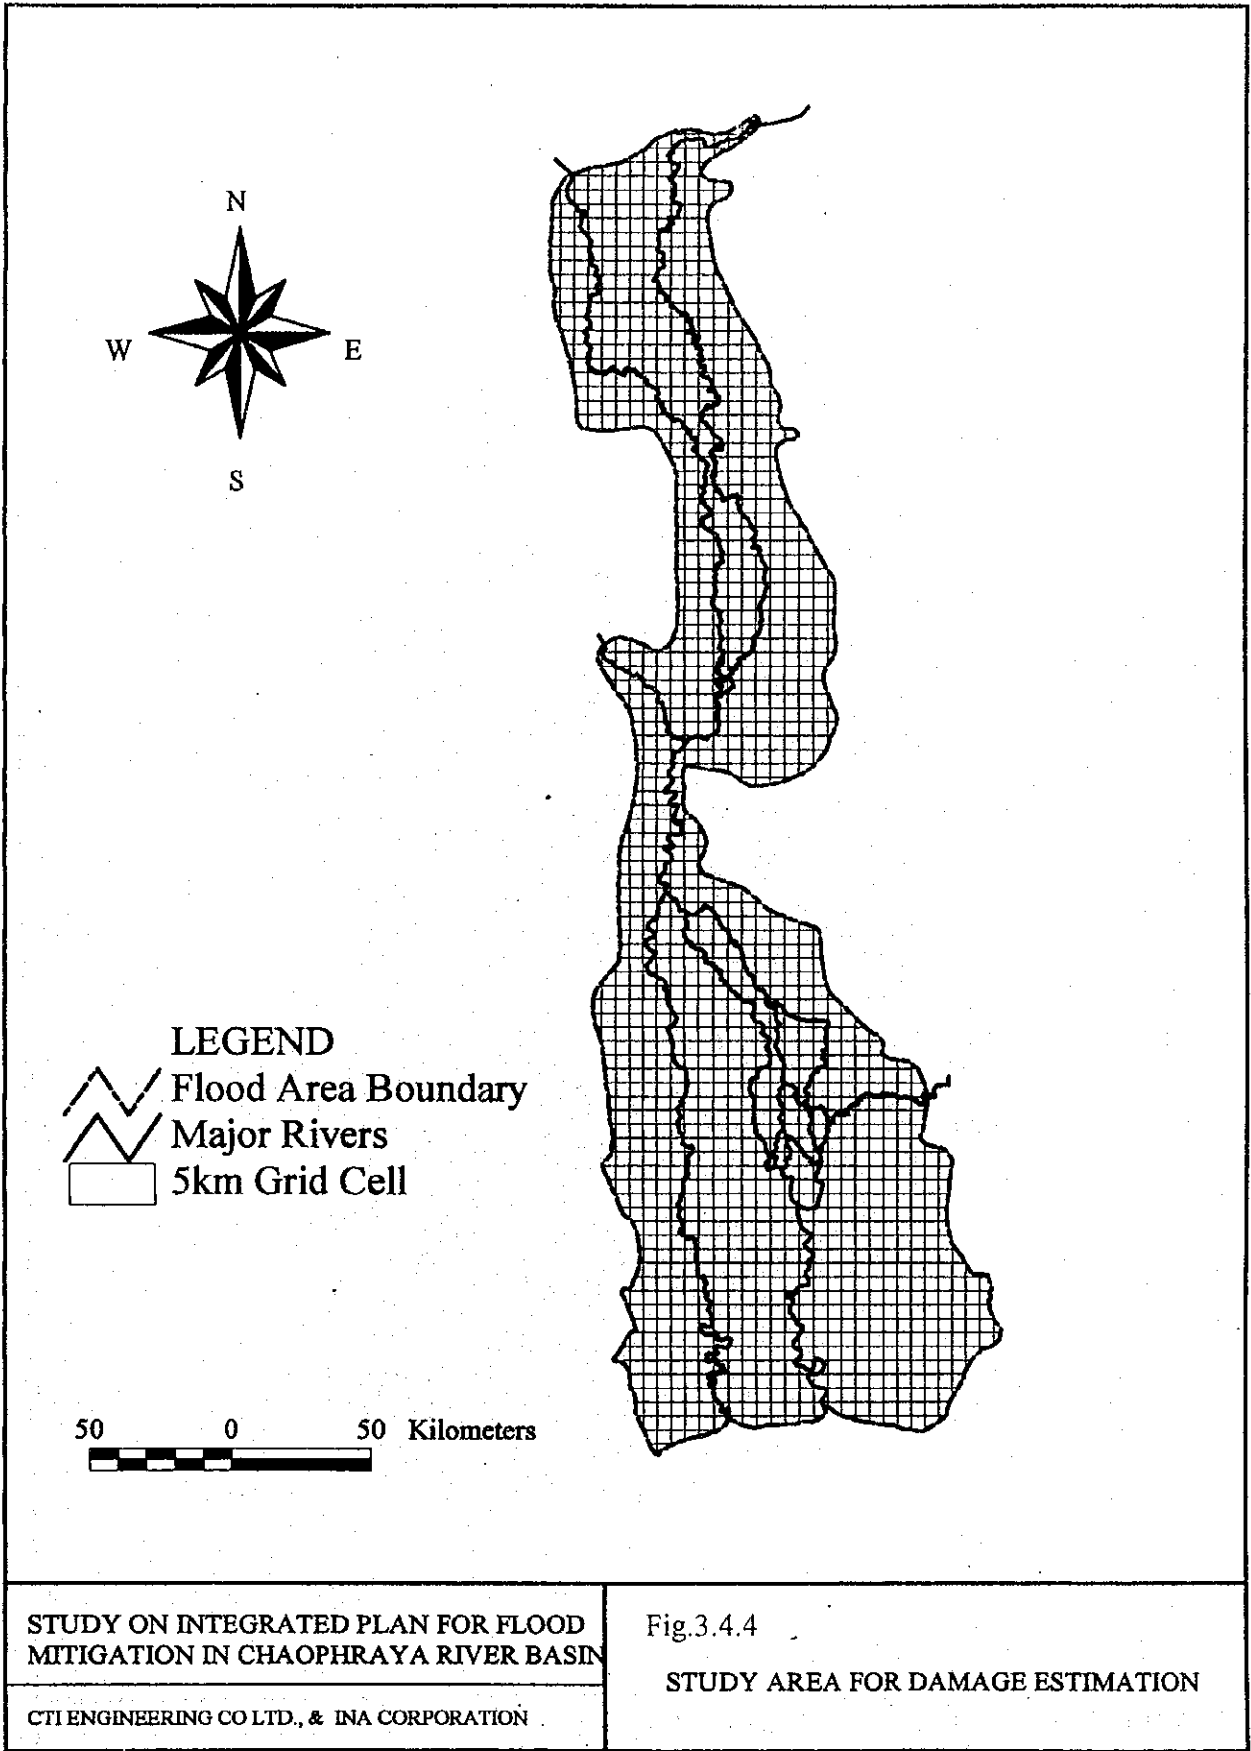 N
W
E
S
LEGEND
Flood Area Boundary
Major Rivers
5km Grid Cell
50 0 50 Kilometers
STUDY ON INTEGRATED PLAN FOR FLOOD
MITIGATION IN CHAOPHRAYA RIVER BASIN
CTI ENGINEERING CO LTD., & INA CORPORATION
Fig.3.4.4
STUDY AREA FOR DAMAGE ESTIMATION